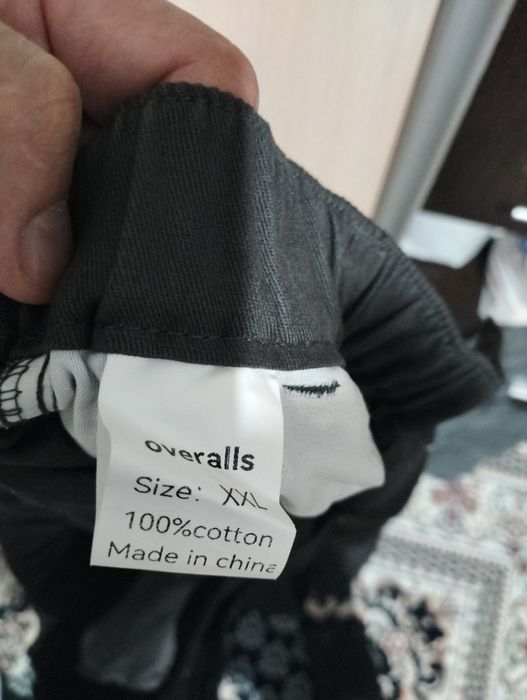 overalls
Size: XXL
100%cotton
Made in china